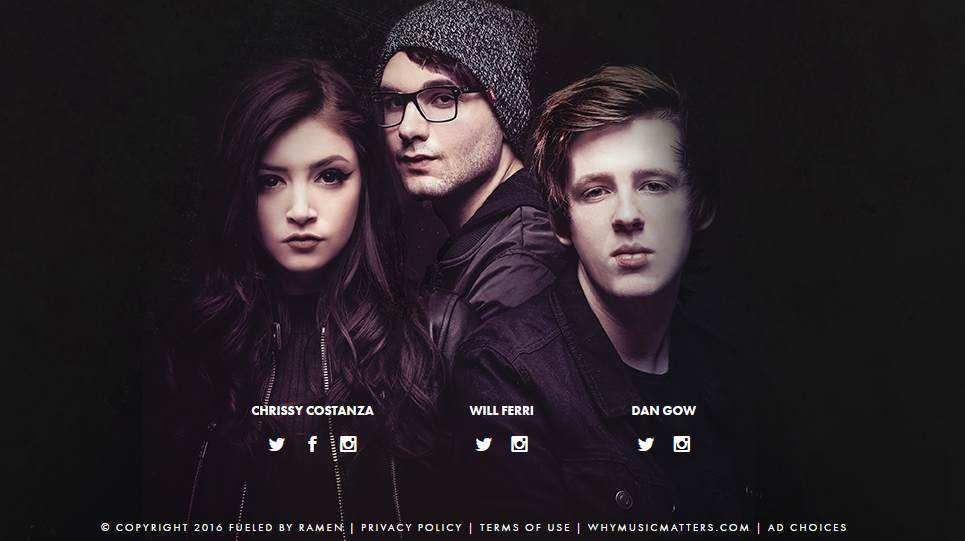 CHRISSY COSTANZA WILL FERRI DAN GOW
© COPYRIGHT 2016 FUELED BY RAMEN | PRIVACY POLICY | TERMS OF USE | WHYMUSICMATTERS.COM | AD CHOICES